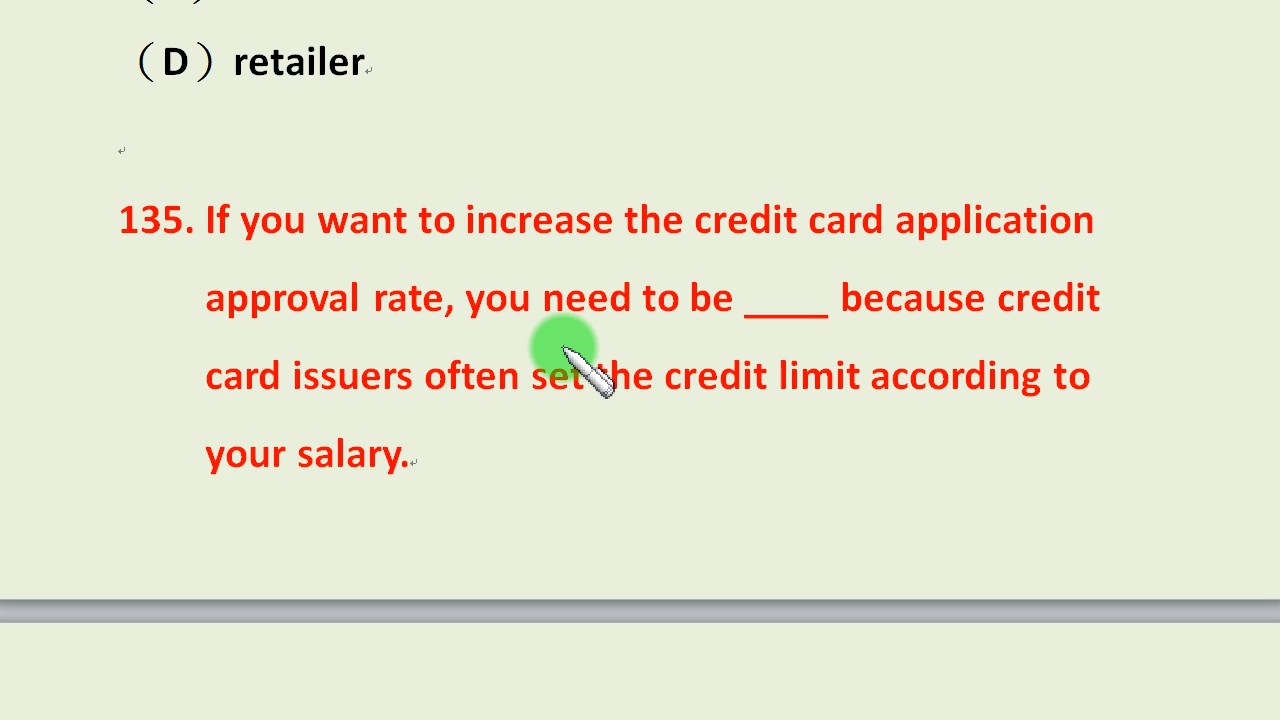 （D）retailer
135. If you want to increase the credit card application
approval rate, you need to be ____ because credit
card issuers often set the credit limit according to
your salary.